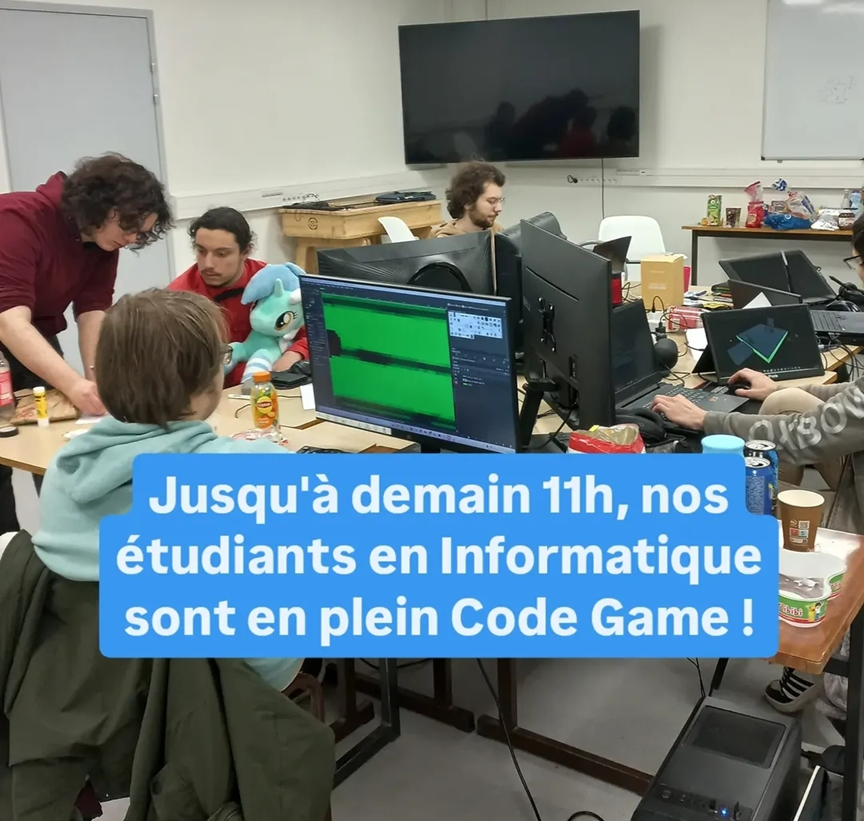 Jusqu'à demain 11h, nos
étudiants en Informatique
sont en plein Code Game !